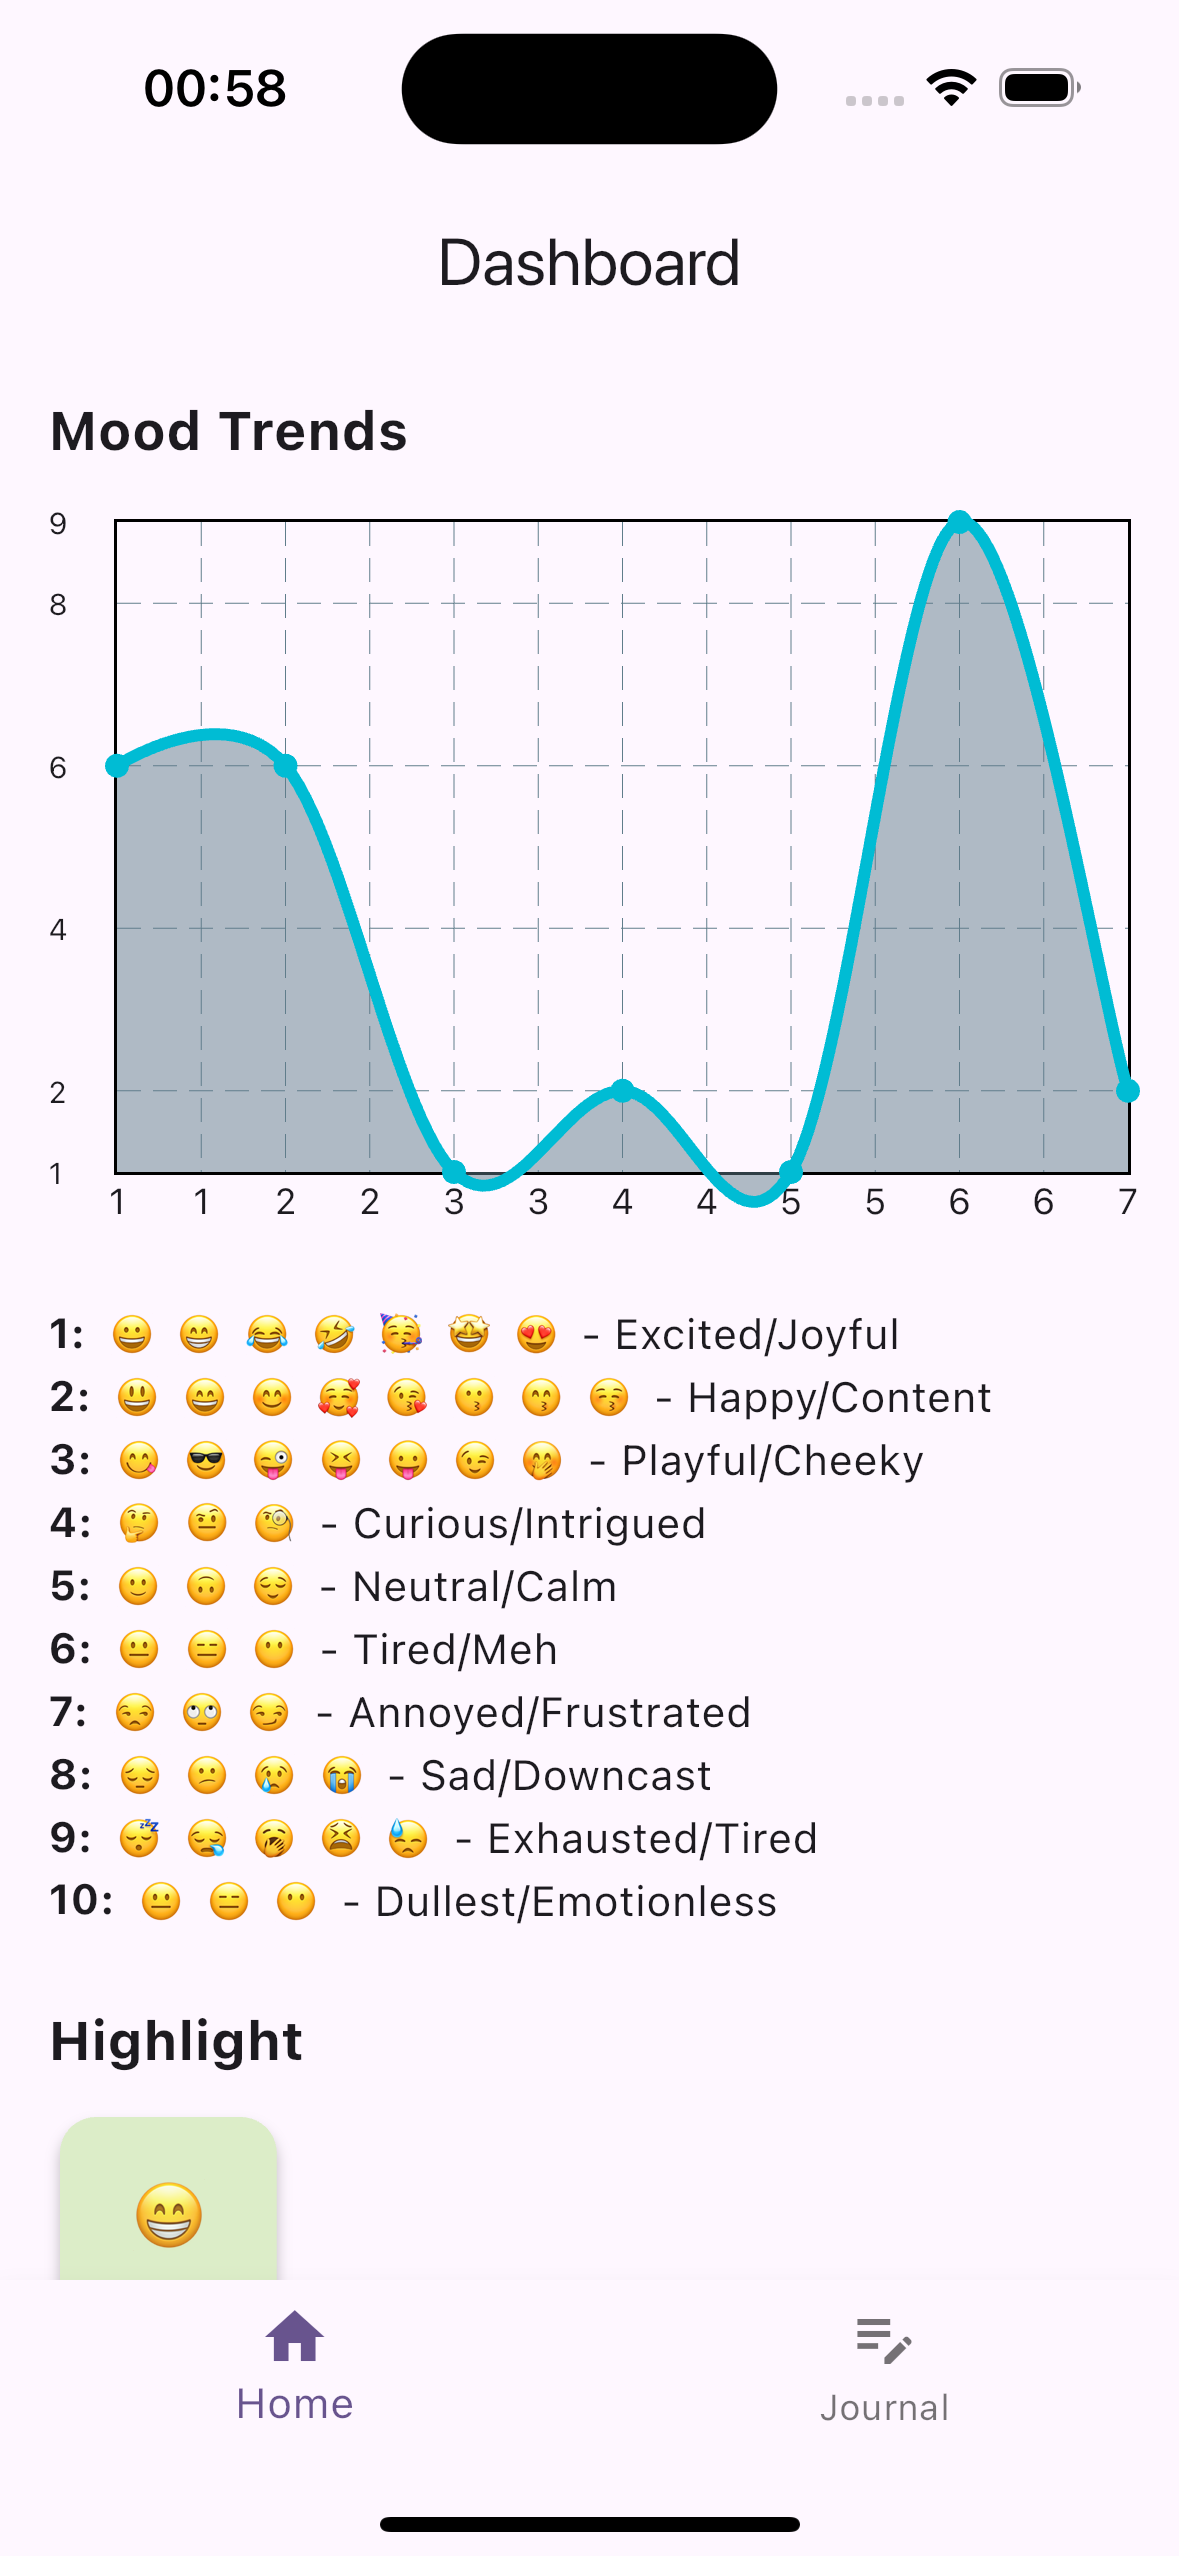 00:58
Dashboard
Mood Trends
9
8
6
4
2
1
1 1 2 2 3 3 4 4 5 5 6 6 7
1: 😀 😁 😂 🤣 🥳 🤩 😍 - Excited/Joyful
2: 😃 😄 😊 🥰 😘 😗 😙 😚 - Happy/Content
3: 😋 😎 😜 😝 😛 😉 🤭 - Playful/Cheeky
4: 🤔 🤨 🧐 - Curious/Intrigued
5: 🙂 🙃 😌 - Neutral/Calm
6: 😐 😑 😶 - Tired/Meh
7: 😒 🙄 😏 - Annoyed/Frustrated
8: 😔 😕 😢 😭 - Sad/Downcast
9: 😴 😪 🥱 😫 😓 - Exhausted/Tired
10: 😐 😑 😶 - Dullest/Emotionless
Highlight
😁
Home
Journal